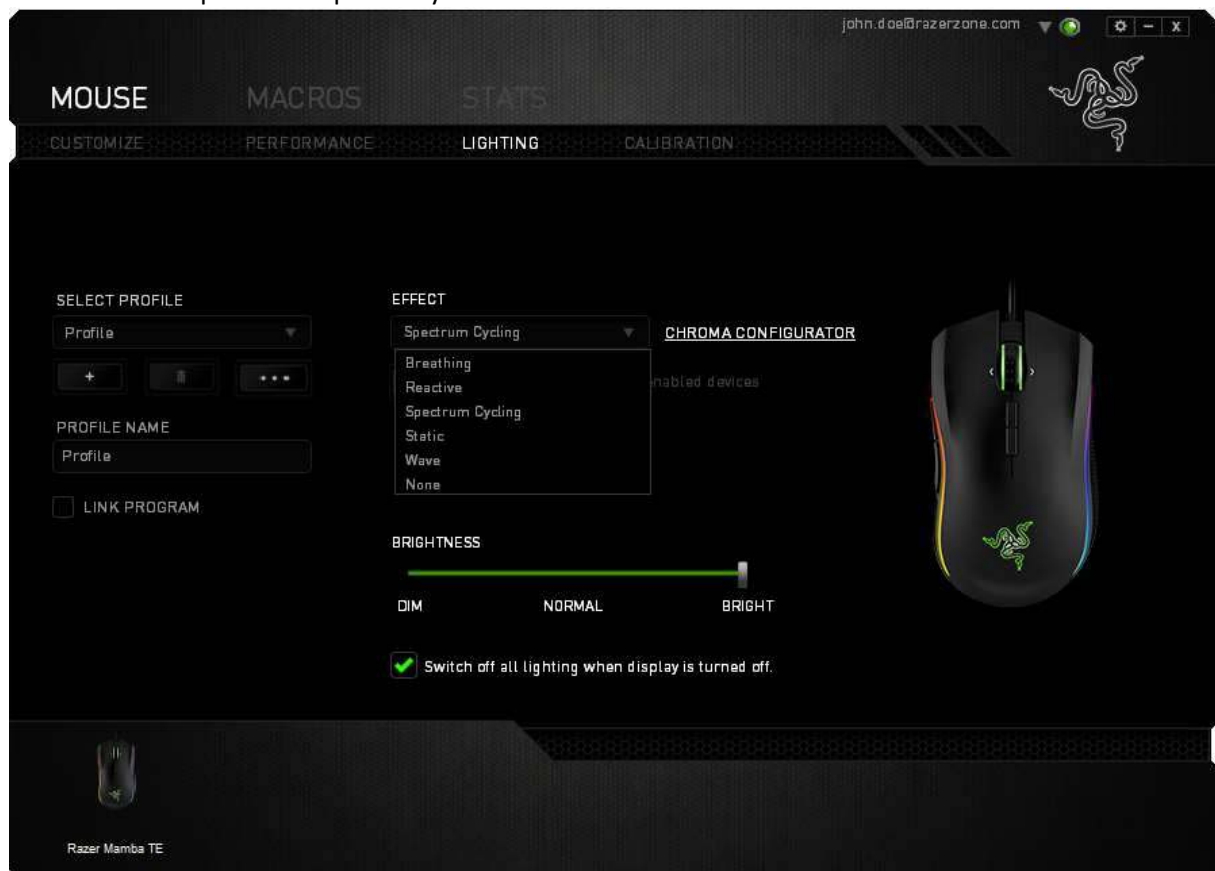 john.doe@razerzone.com
MOUSE MACROS STATS
CUSTOMIZE PERFORMANCE LIGHTING CALIBRATION
SELECT PROFILE
Profile
PROFILE NAME
Profile
LINK PROGRAM
EFFECT
Spectrum Cycling
CHROMA CONFIGURATOR
Breathing
Reactive
Spectrum Cycling
Static
Wave
None
nabled devices
BRIGHTNESS
DIM NORMAL BRIGHT
Switch off all lighting when display is turned off.
Razer Mamba TE